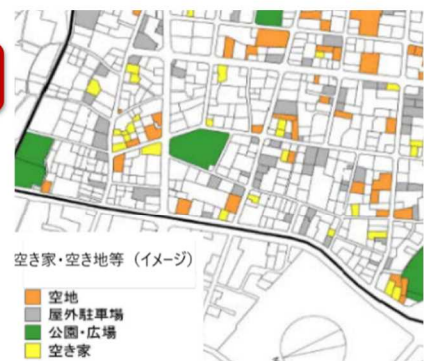 空き家・空き地等 （イメージ）
空地
屋外駐車場
公園・広場
空き家